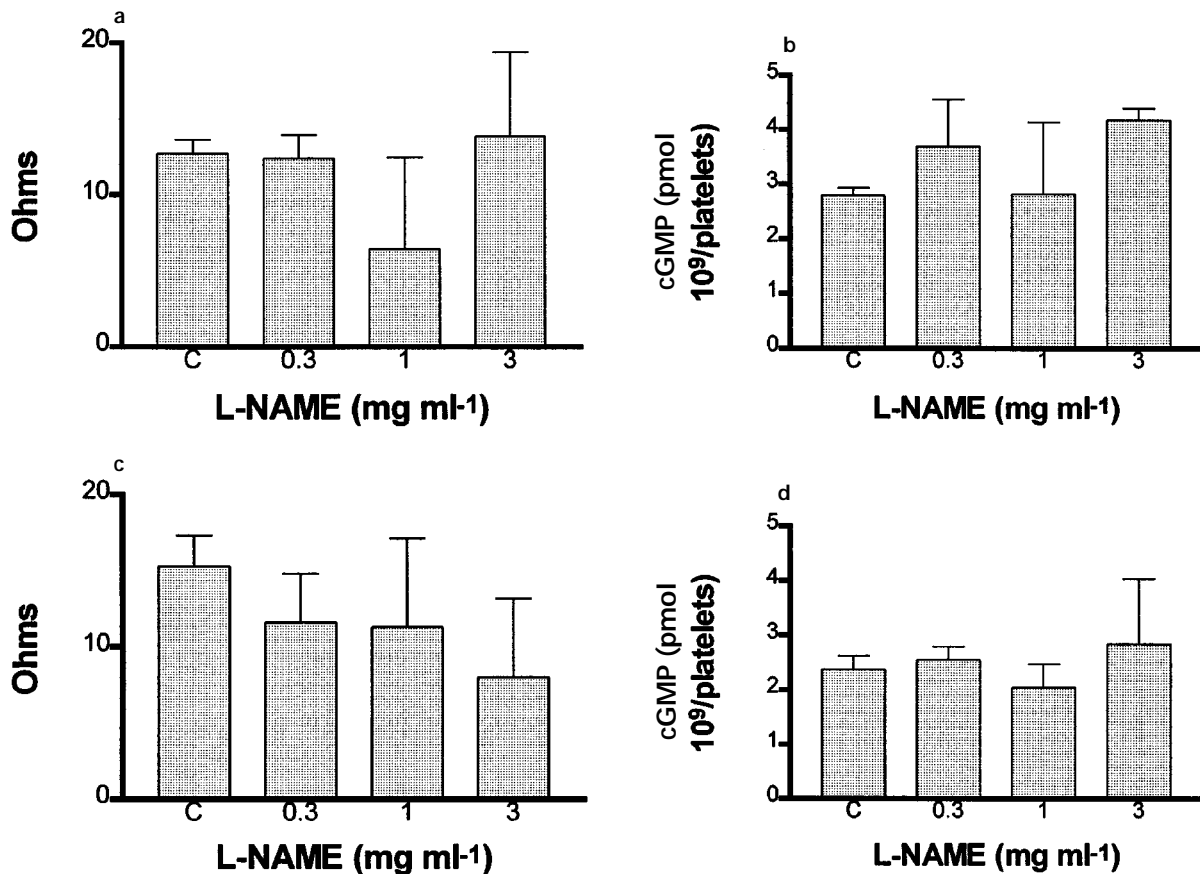 a
20
10
0
Ohms
C 0.3 1 3
L-NAME (mg ml-1)
b
5
4
3
2
1
0
cGMP (pmol
10⁹/platelets)
C 0.3 1 3
L-NAME (mg ml-1)
c
20
10
0
Ohms
C 0.3 1 3
L-NAME (mg ml-1)
d
5
4
3
2
1
0
cGMP (pmol
10⁹/platelets)
C 0.3 1 3
L-NAME (mg ml-1)